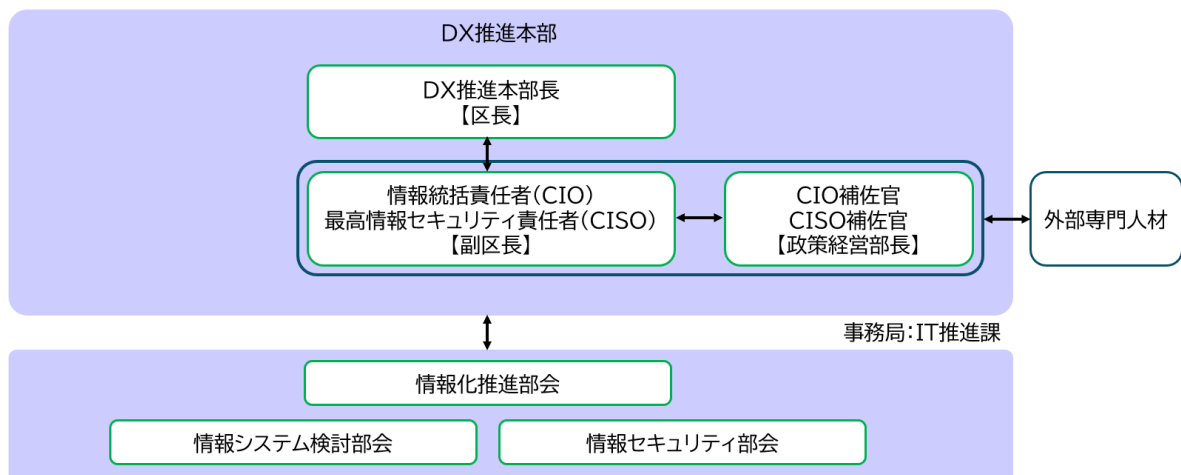 DX推進本部
DX推進本部長
【区長】
情報統括責任者(CIO)
最高情報セキュリティ責任者(CISO)
【副区長】
CIO補佐官
CISO補佐官
【政策経営部長】
外部専門人材
事務局:IT推進課
情報化推進部会
情報システム検討部会
情報セキュリティ部会